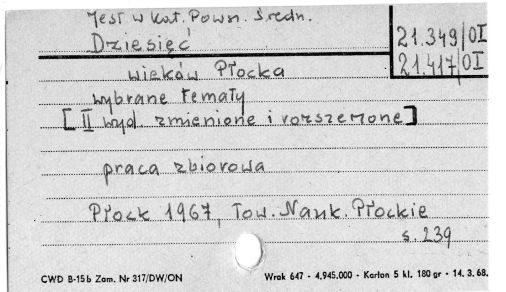 Jest w Kat. Pown. Średn.
Dziesięć
21.349/OI
21.417/OI
wieków Płocka
wybrane tematy
[II wyd. zmienione i rozszerzone]
praca zbiorowa
Płock 1967, Tow. Nauk. Płockie
s. 239
CWD B-15b Zam. Nr 317/DW/ON
Wrak 647 - 4.945.000 - Karton 5 kl. 180 gr - 14. 3. 68.